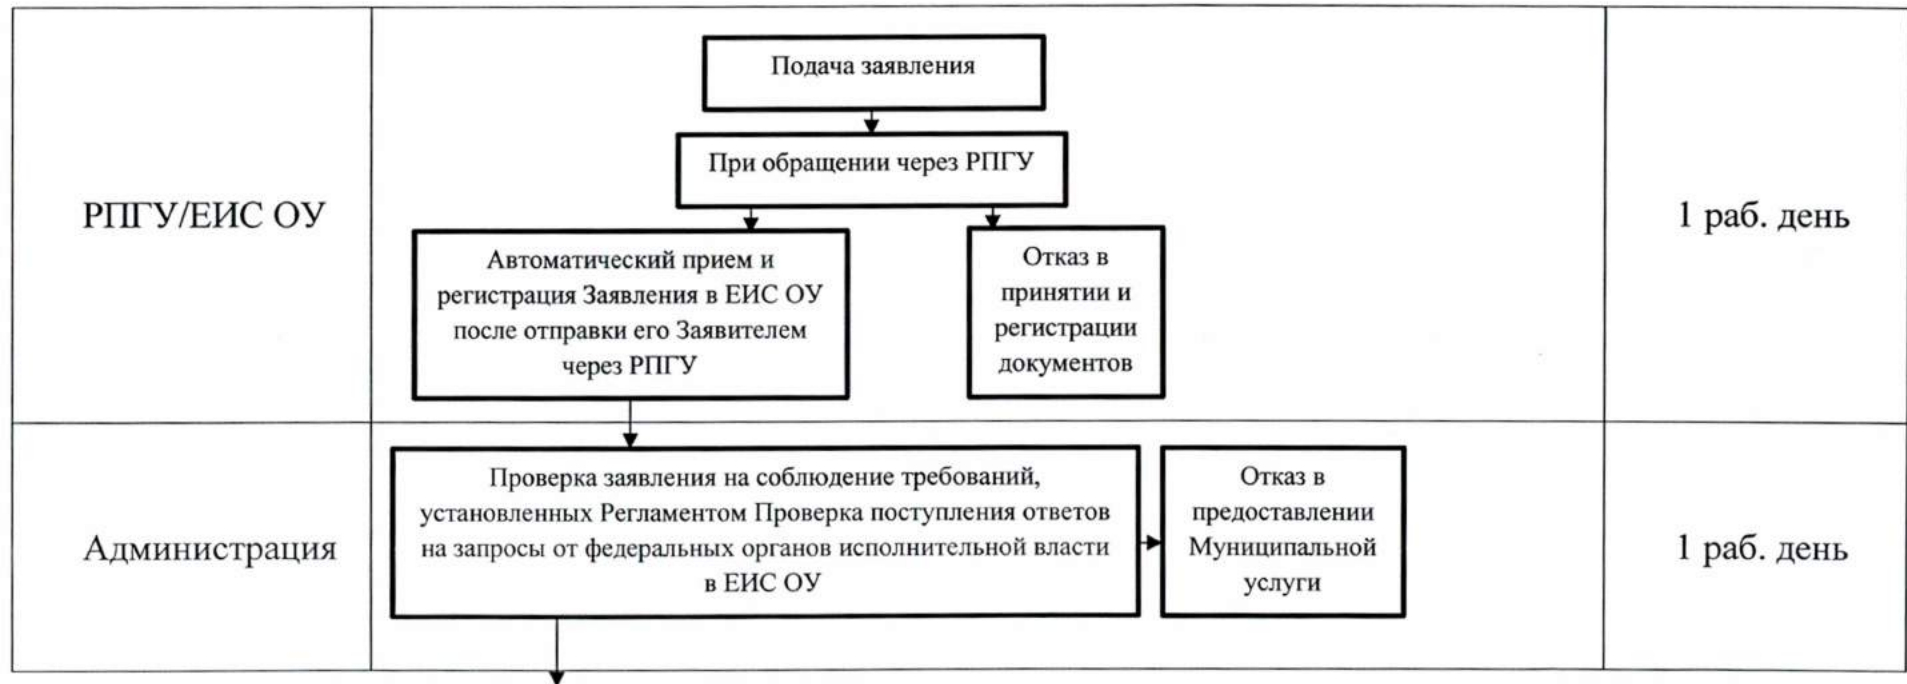 РПГУ/ЕИС ОУ
Подача заявления
При обращении через РПГУ
Автоматический прием и
регистрация Заявления в ЕИС ОУ
после отправки его Заявителем
через РПГУ
Отказ в
принятии и
регистрации
документов
1 раб. день
Администрация
Проверка заявления на соблюдение требований,
установленных Регламентом Проверка поступления ответов
на запросы от федеральных органов исполнительной власти
в ЕИС ОУ
Отказ в
предоставлении
Муниципальной
услуги
1 раб. день